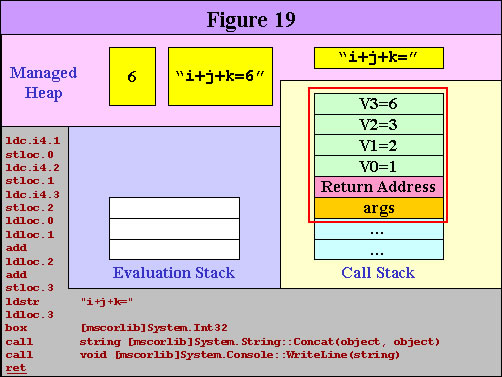 Figure 19
Managed
Heap
6
"i+j+k=6"
"i+j+k="
V3=6
V2=3
V1=2
V0=1
Return Address
args
...
...
Evaluation Stack
Call Stack
ldc.i4.1
stloc.0
ldc.i4.2
stloc.1
ldc.i4.3
stloc.2
ldloc.0
ldloc.1
add
ldloc.2
add
stloc.3
ldstr "i+j+k="
ldloc.3
box [mscorlib]System.Int32
call string [mscorlib]System.String::Concat(object, object)
call void [mscorlib]System.Console::WriteLine(string)
ret